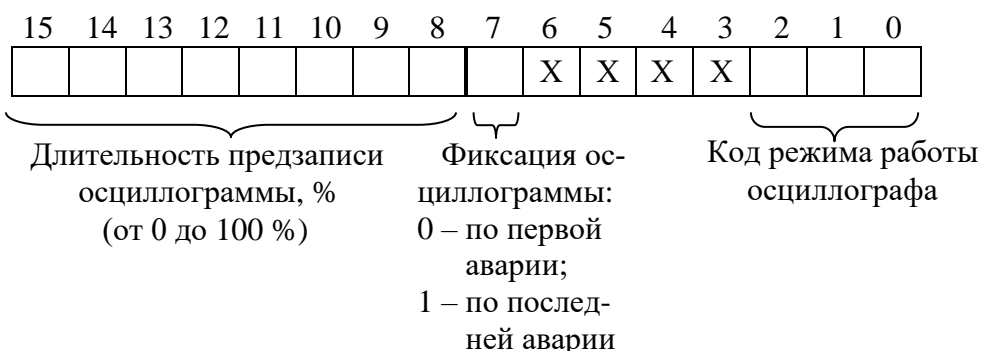 15 14 13 12 11 10 9 8 7 6 5 4 3 2 1 0
X X X X
Длительность предзаписи
осциллограммы, %
(от 0 до 100 %)
Фиксация ос-
циллограммы:
0 – по первой
аварии;
1 – по послед-
ней аварии
Код режима работы
осциллографа